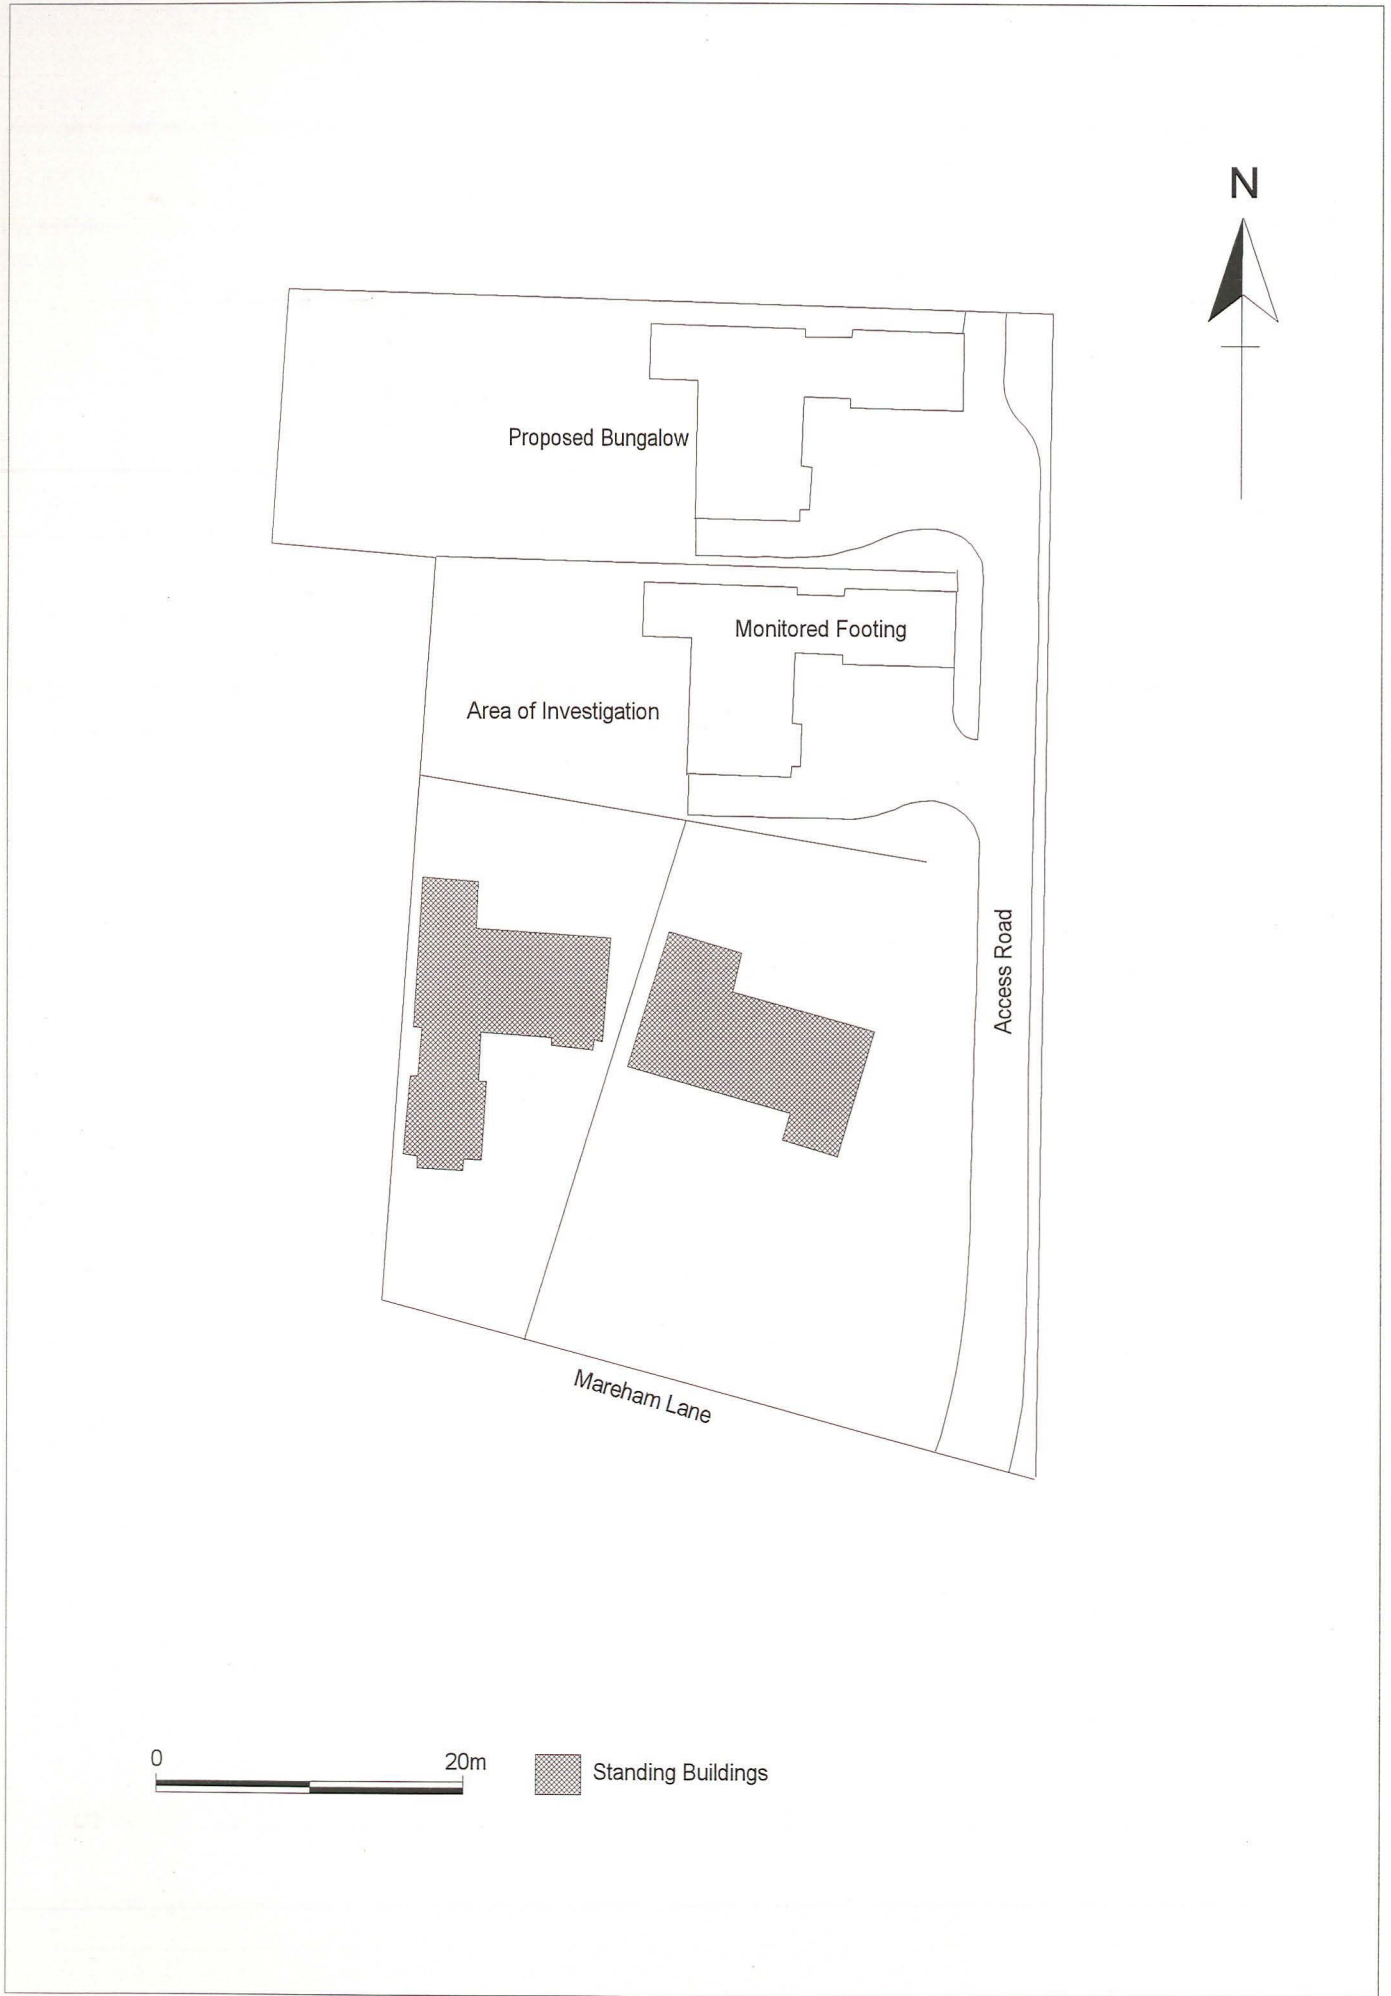 N
Proposed Bungalow
Monitored Footing
Area of Investigation
Access Road
Mareham Lane
0 20m
Standing Buildings